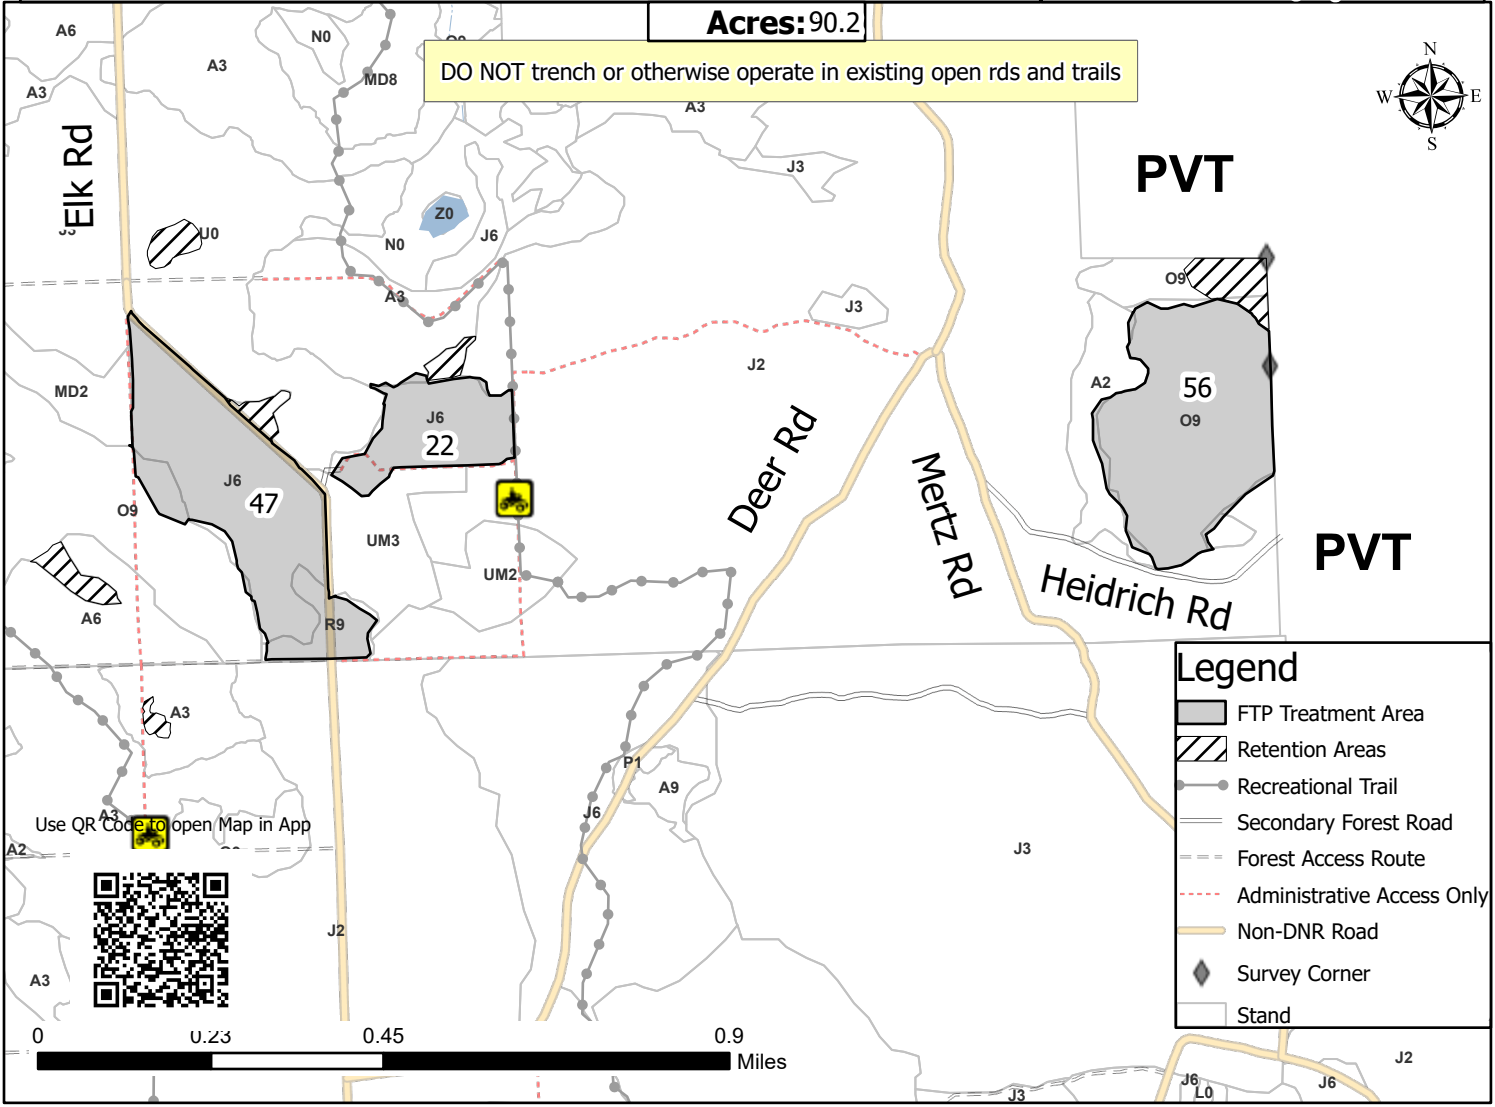 Acres: 90.2
DO NOT trench or otherwise operate in existing open rds and trails
N
W E
S
A6
N0
A3
MD8
A3
A3
J3
Elk Rd
PVT
U0
Z0
N0
J6
O9
A3
J3
MD2
J2
A2
56
O9
J6
22
J6
47
O9
Deer Rd
Mertz Rd
UM3
UM2
PVT
Heidrich Rd
A6
R9
A3
P1
A9
J6
A3
Use QR Code to open Map in App
A2
J3
J2
A3
Legend
FTP Treatment Area
Retention Areas
Recreational Trail
Secondary Forest Road
Forest Access Route
Administrative Access Only
Non-DNR Road
Survey Corner
Stand
0 0.23 0.45 0.9
Miles
J2
J6
J6
L0
J3